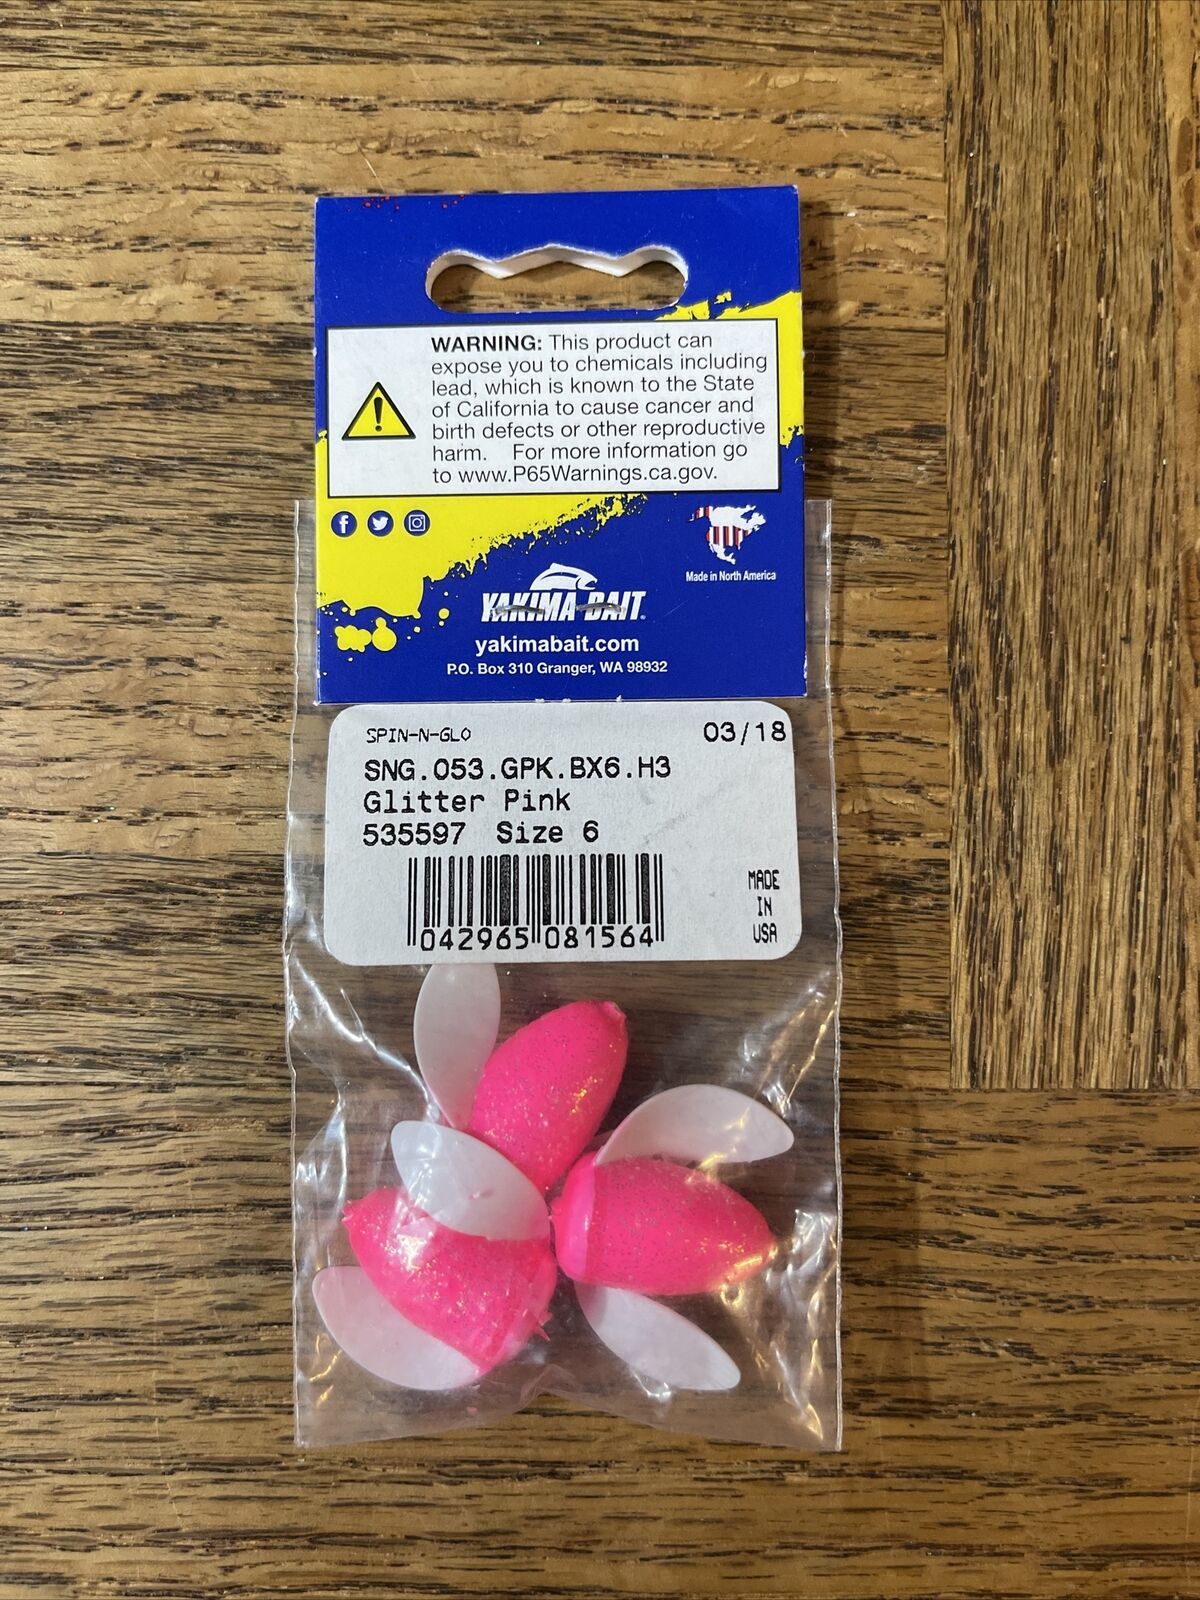 WARNING: This product can
expose you to chemicals including
lead, which is known to the State
of California to cause cancer and
birth defects or other reproductive
harm. For more information go
to www.P65Warnings.ca.gov.
Made in North America
YAKIMA BAIT
yakimabait.com
P.O. Box 310 Granger, WA 98932
SPIN-N-GLO 03/18
SNG.053.GPK.BX6.H3
Glitter Pink
535597 Size 6
042965 081564
MADE
IN
USA